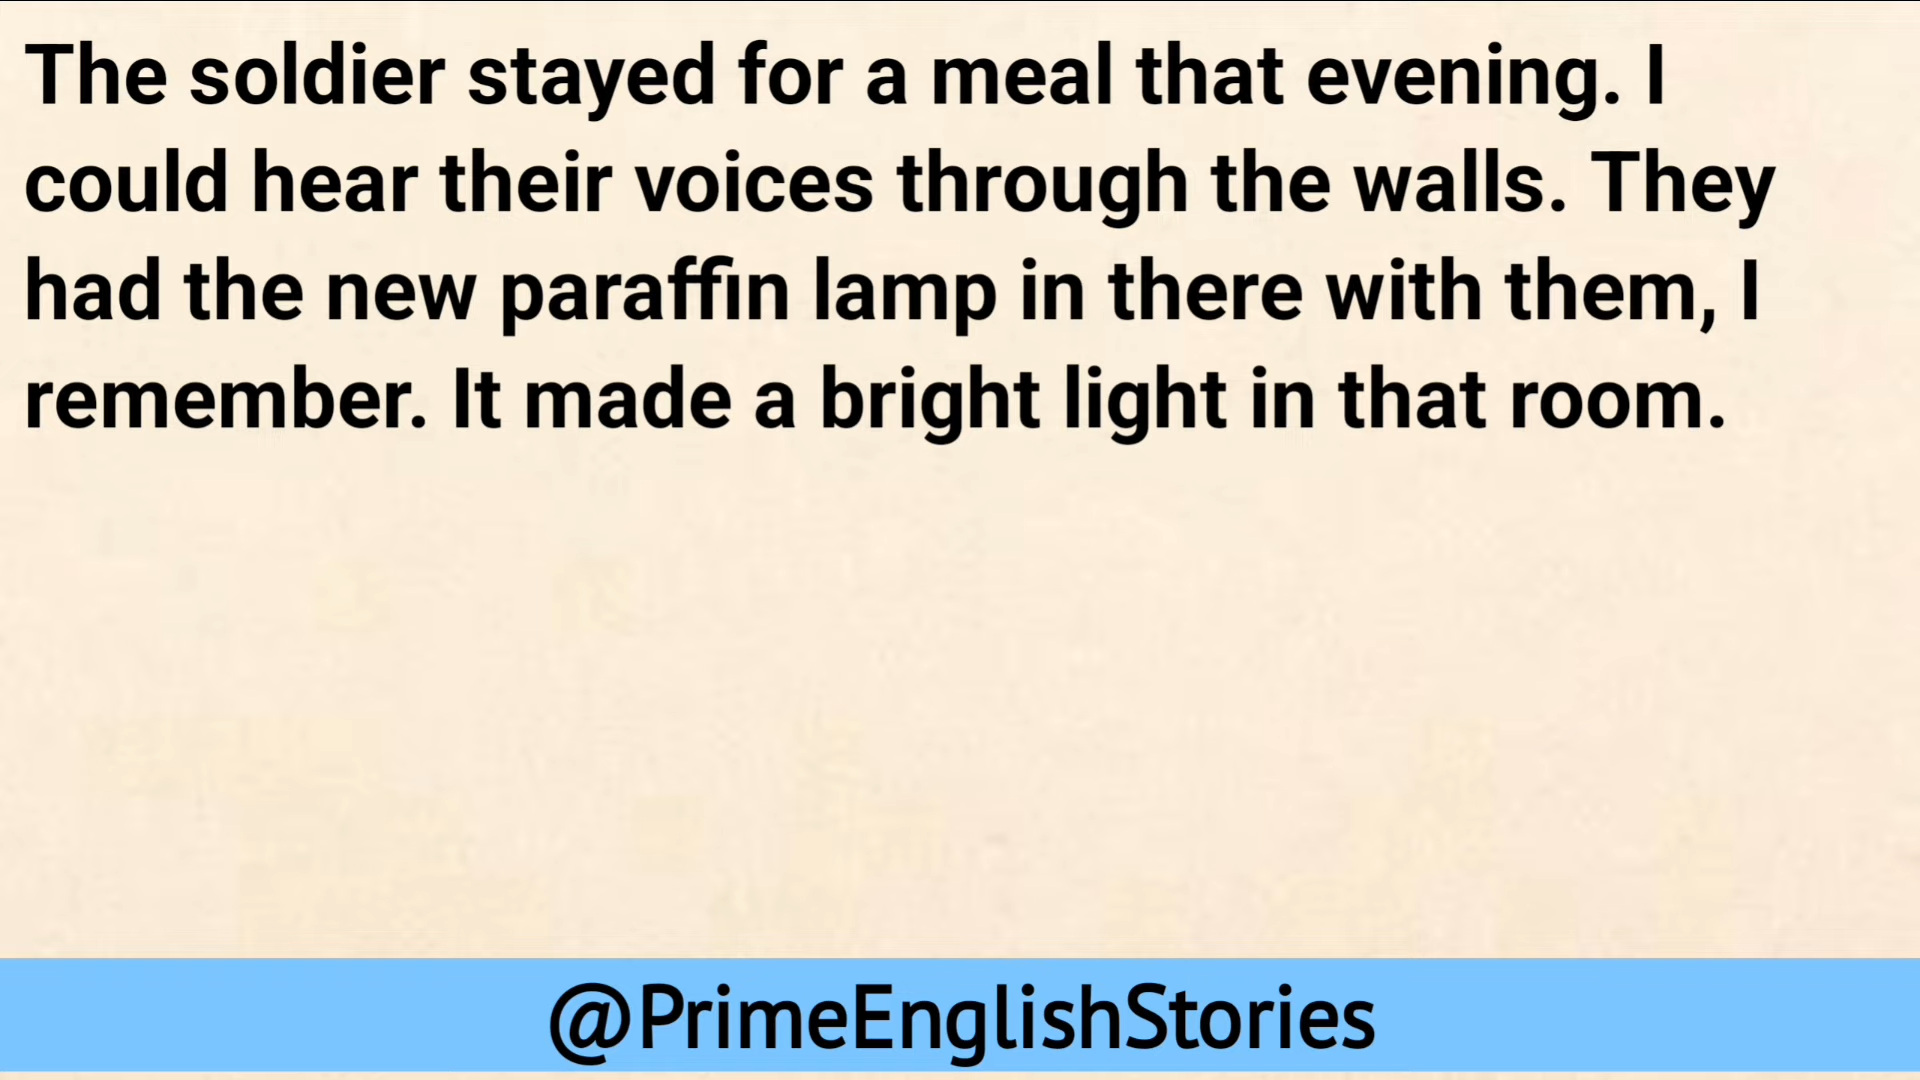 The soldier stayed for a meal that evening. I
could hear their voices through the walls. They
had the new paraffin lamp in there with them, I
remember. It made a bright light in that room.
@PrimeEnglishStories